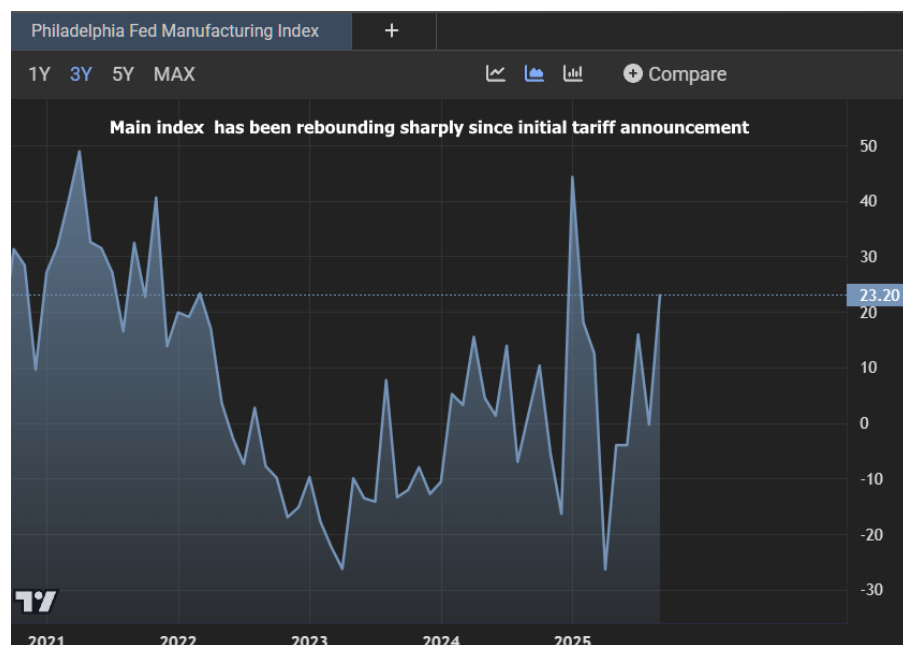 Philadelphia Fed Manufacturing Index +
1Y 3Y 5Y MAX Compare
Main index has been rebounding sharply since initial tariff announcement
50
40
30
23.20
20
10
0
-10
-20
-30
2021 2022 2023 2024 2025